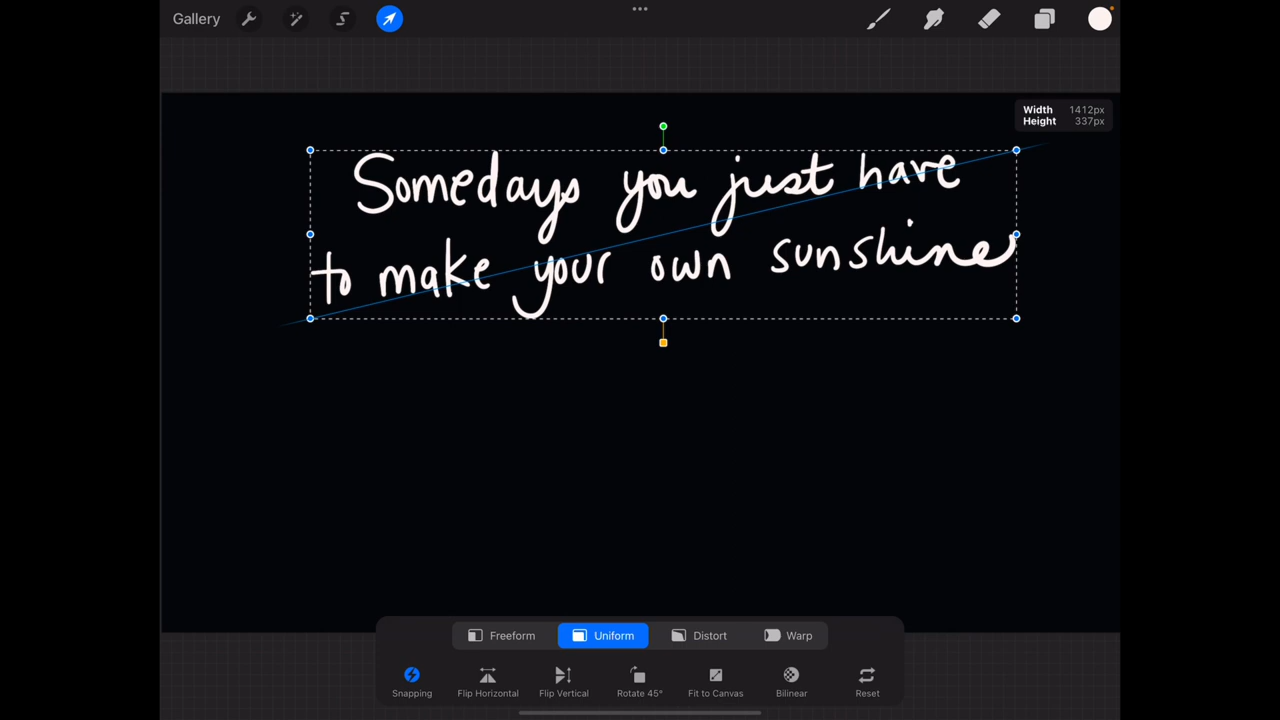 Gallery
Width 1412px
Height 337px
Somedays you just have
to make your own sunshine
Freeform Uniform Distort Warp
Snapping Flip Horizontal Flip Vertical Rotate 45° Fit to Canvas Bilinear Reset